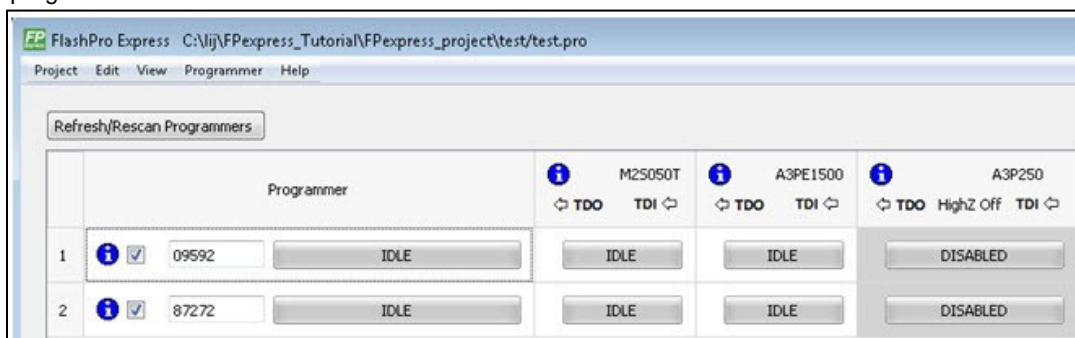 FP FlashPro Express C:\lij\FPexpress_Tutorial\FPexpress_project\test/test.pro
Project Edit View Programmer Help
Refresh/Rescan Programmers
Programmer
M2S050T
TDO TDI
A3PE1500
TDO TDI
A3P250
TDO HighZ Off TDI
1 09592 IDLE IDLE IDLE DISABLED
2 87272 IDLE IDLE IDLE DISABLED